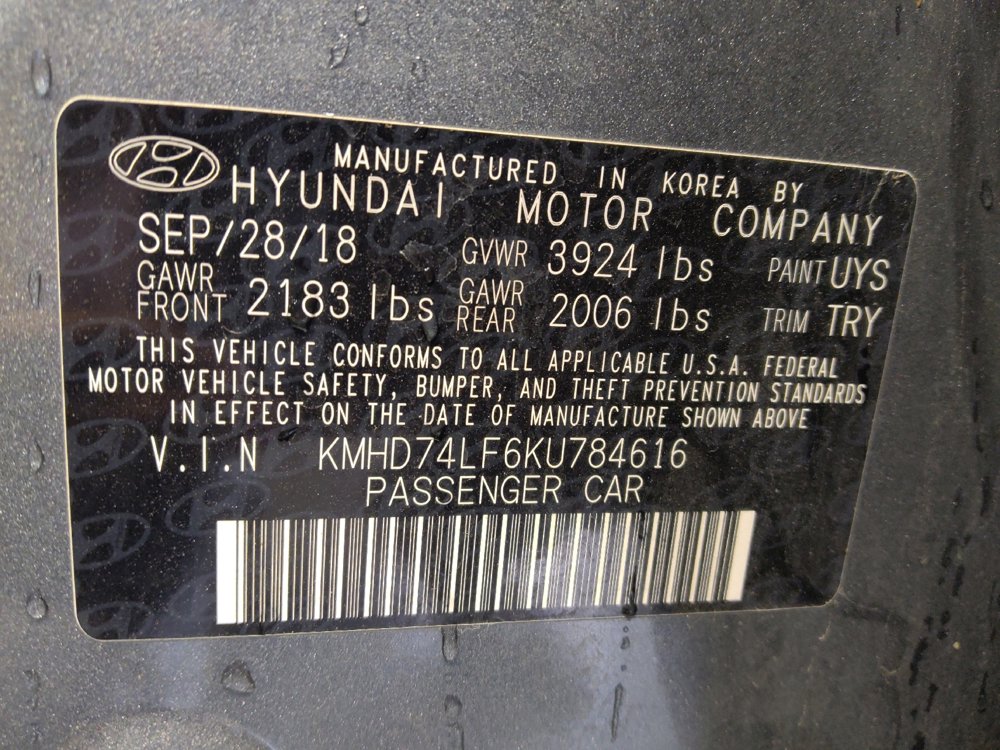 MANUFACTURED IN KOREA BY
HYUNDAI MOTOR COMPANY
SEP/28/18 GVWR 3924 lbs PAINT UYS
GAWR FRONT 2183 lbs GAWR REAR 2006 lbs TRIM TRY
THIS VEHICLE CONFORMS TO ALL APPLICABLE U.S.A. FEDERAL
MOTOR VEHICLE SAFETY, BUMPER, AND THEFT PREVENTION STANDARDS
IN EFFECT ON THE DATE OF MANUFACTURE SHOWN ABOVE
V.I.N KMHD74LF6KU784616
PASSENGER CAR